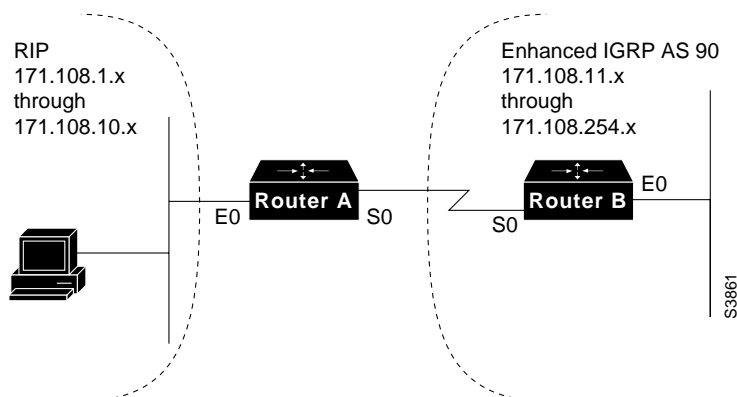 RIP
171.108.1.x
through
171.108.10.x
Enhanced IGRP AS 90
171.108.11.x
through
171.108.254.x
Router A
E0
S0
Router B
E0
S0
S3861